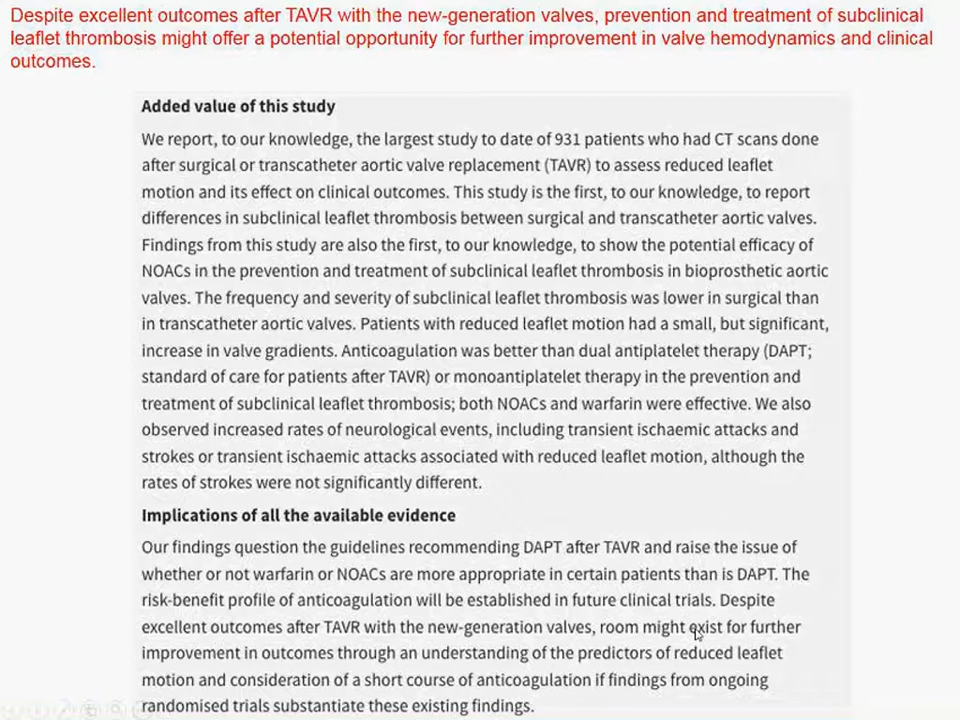 Despite excellent outcomes after TAVR with the new-generation valves, prevention and treatment of subclinical
leaflet thrombosis might offer a potential opportunity for further improvement in valve hemodynamics and clinical
outcomes.
Added value of this study
We report, to our knowledge, the largest study to date of 931 patients who had CT scans done
after surgical or transcatheter aortic valve replacement (TAVR) to assess reduced leaflet
motion and its effect on clinical outcomes. This study is the first, to our knowledge, to report
differences in subclinical leaflet thrombosis between surgical and transcatheter aortic valves.
Findings from this study are also the first, to our knowledge, to show the potential efficacy of
NOACs in the prevention and treatment of subclinical leaflet thrombosis in bioprosthetic aortic
valves. The frequency and severity of subclinical leaflet thrombosis was lower in surgical than
in transcatheter aortic valves. Patients with reduced leaflet motion had a small, but significant,
increase in valve gradients. Anticoagulation was better than dual antiplatelet therapy (DAPT;
standard of care for patients after TAVR) or monoantiplatelet therapy in the prevention and
treatment of subclinical leaflet thrombosis; both NOACs and warfarin were effective. We also
observed increased rates of neurological events, including transient ischaemic attacks and
strokes or transient ischaemic attacks associated with reduced leaflet motion, although the
rates of strokes were not significantly different.
Implications of all the available evidence
Our findings question the guidelines recommending DAPT after TAVR and raise the issue of
whether or not warfarin or NOACs are more appropriate in certain patients than is DAPT. The
risk-benefit profile of anticoagulation will be established in future clinical trials. Despite
excellent outcomes after TAVR with the new-generation valves, room might exist for further
improvement in outcomes through an understanding of the predictors of reduced leaflet
motion and consideration of a short course of anticoagulation if findings from ongoing
randomised trials substantiate these existing findings.